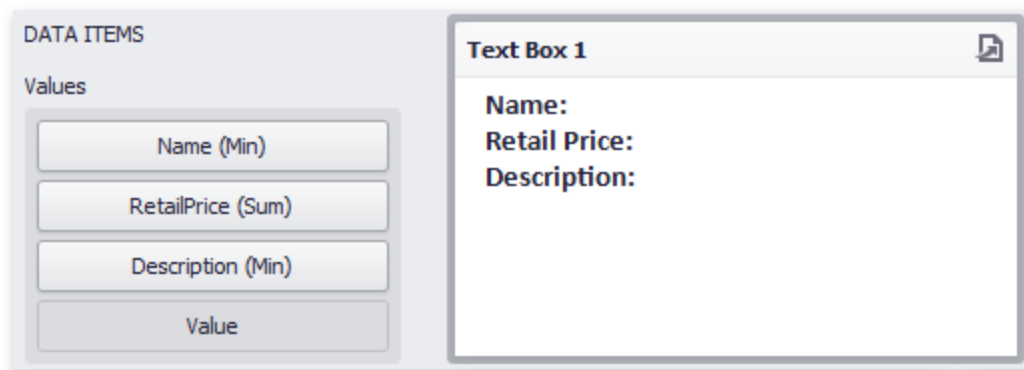 DATA ITEMS
Values
Name (Min)
RetailPrice (Sum)
Description (Min)
Value
Text Box 1
Name:
Retail Price:
Description: